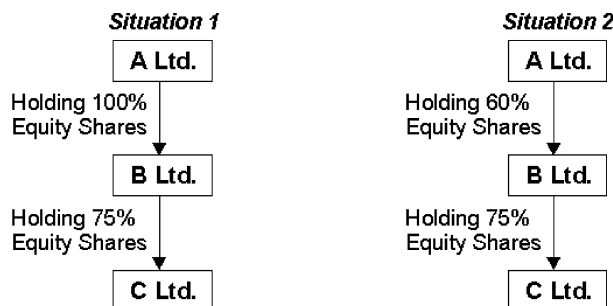 Situation 1
A Ltd.
Holding 100%
Equity Shares
B Ltd.
Holding 75%
Equity Shares
C Ltd.
Situation 2
A Ltd.
Holding 60%
Equity Shares
B Ltd.
Holding 75%
Equity Shares
C Ltd.